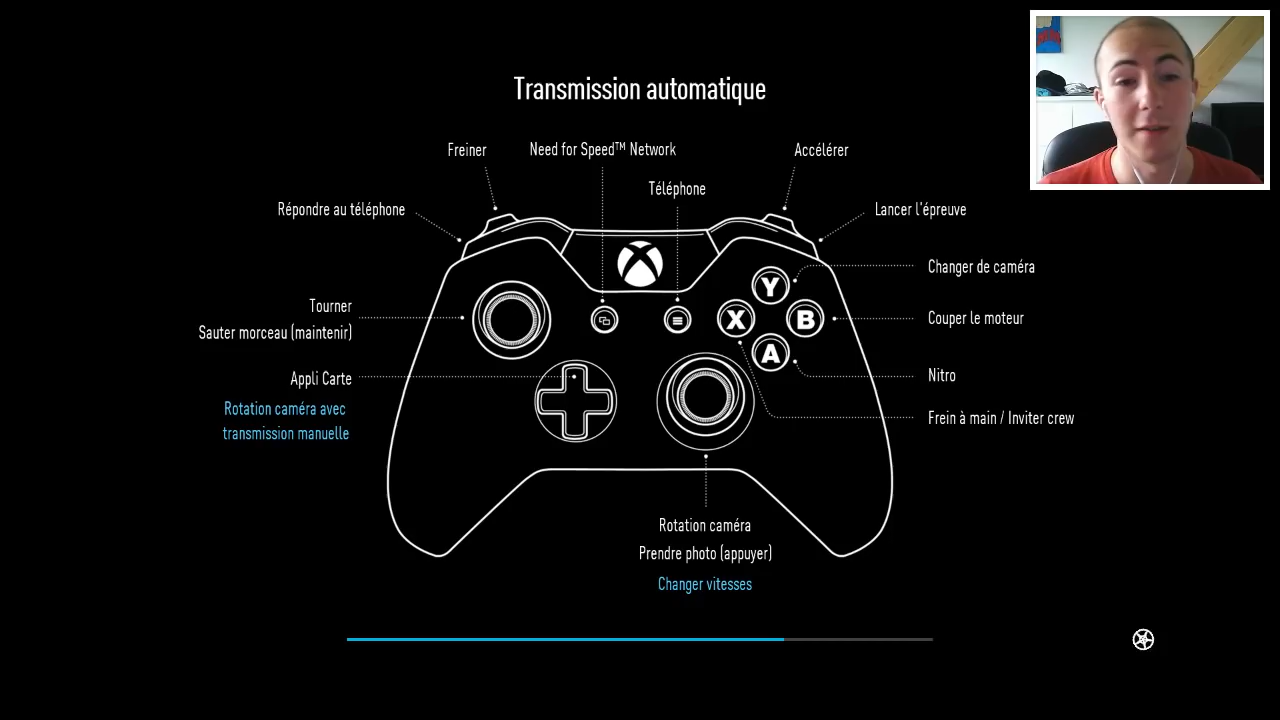 Transmission automatique
Freiner
Need for Speed™ Network
Accélérer
Téléphone
Répondre au téléphone
Lancer l'épreuve
Changer de caméra
Y
Tourner
X
B
Couper le moteur
Sauter morceau (maintenir)
A
Appli Carte
Nitro
Rotation caméra avec
transmission manuelle
Frein à main / Inviter crew
Rotation caméra
Prendre photo (appuyer)
Changer vitesses